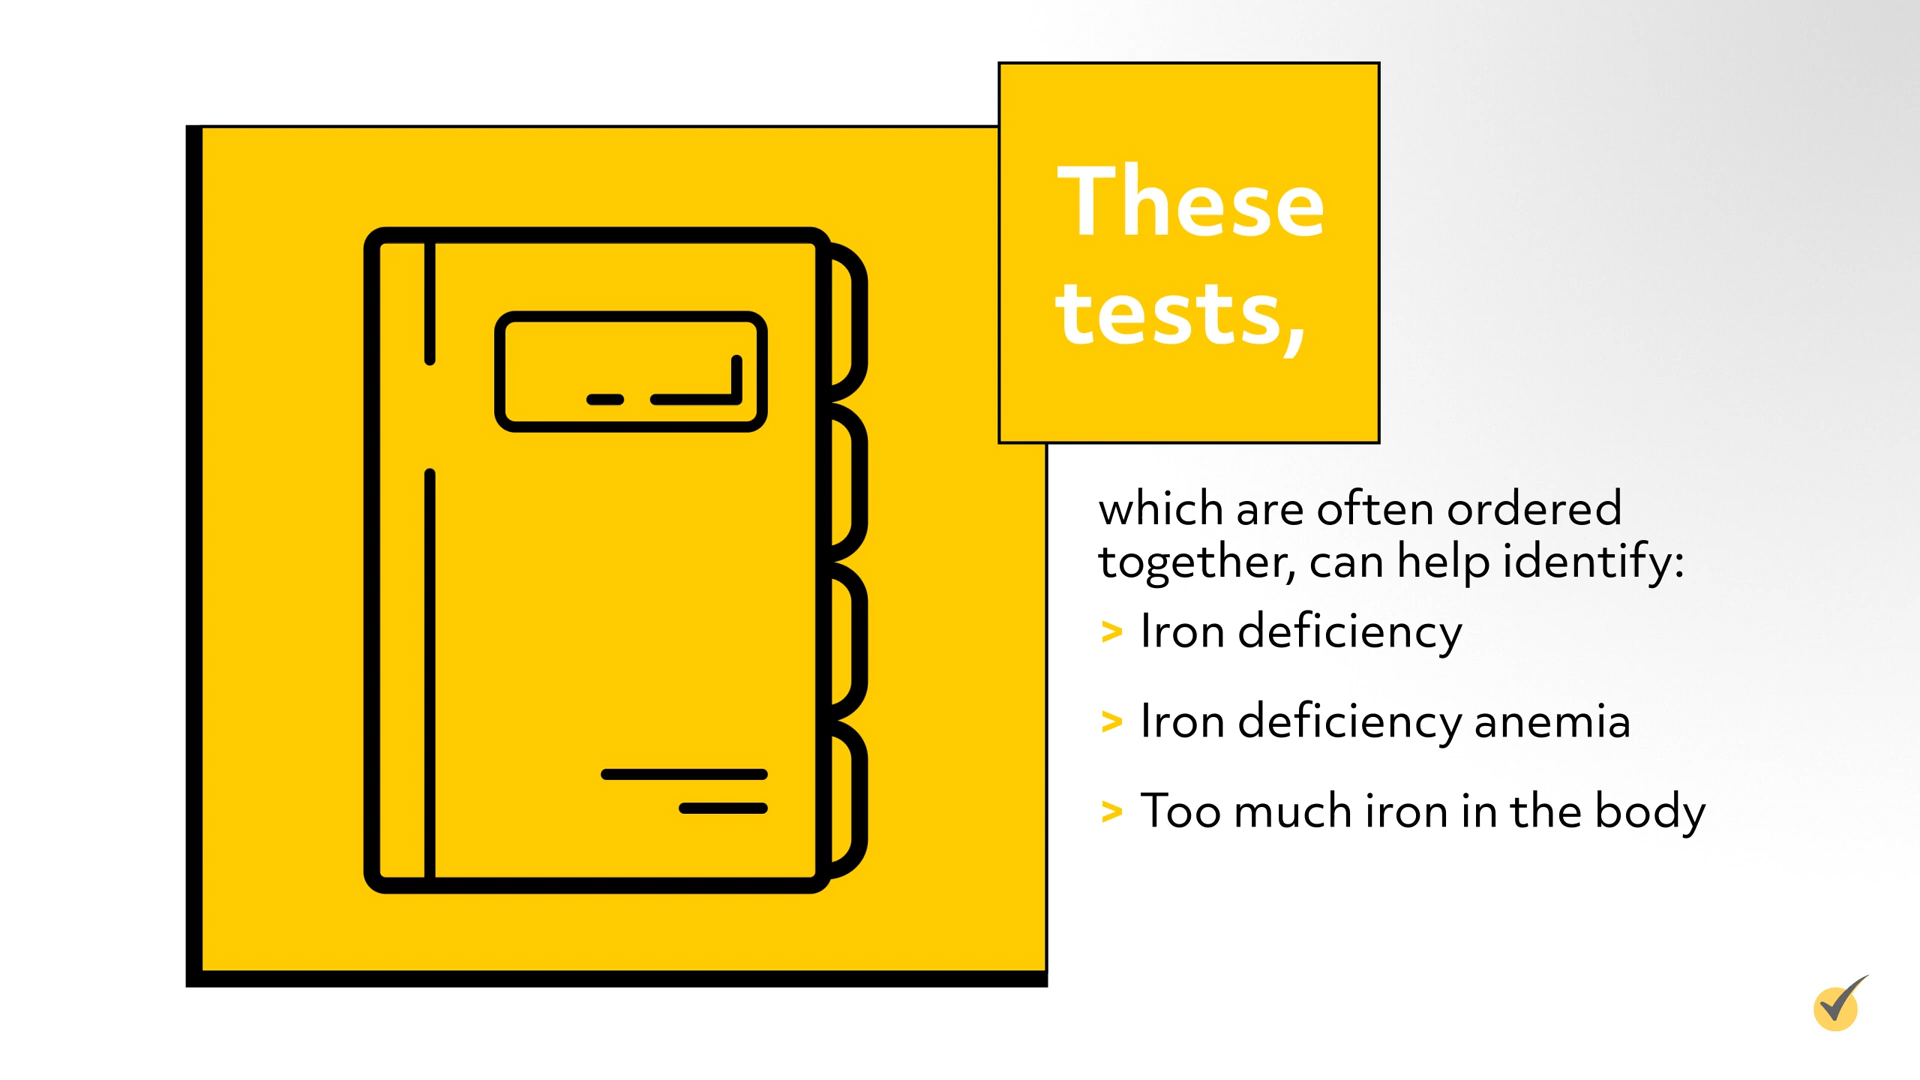 These
tests,
which are often ordered
together, can help identify:
> Iron deficiency
> Iron deficiency anemia
> Too much iron in the body